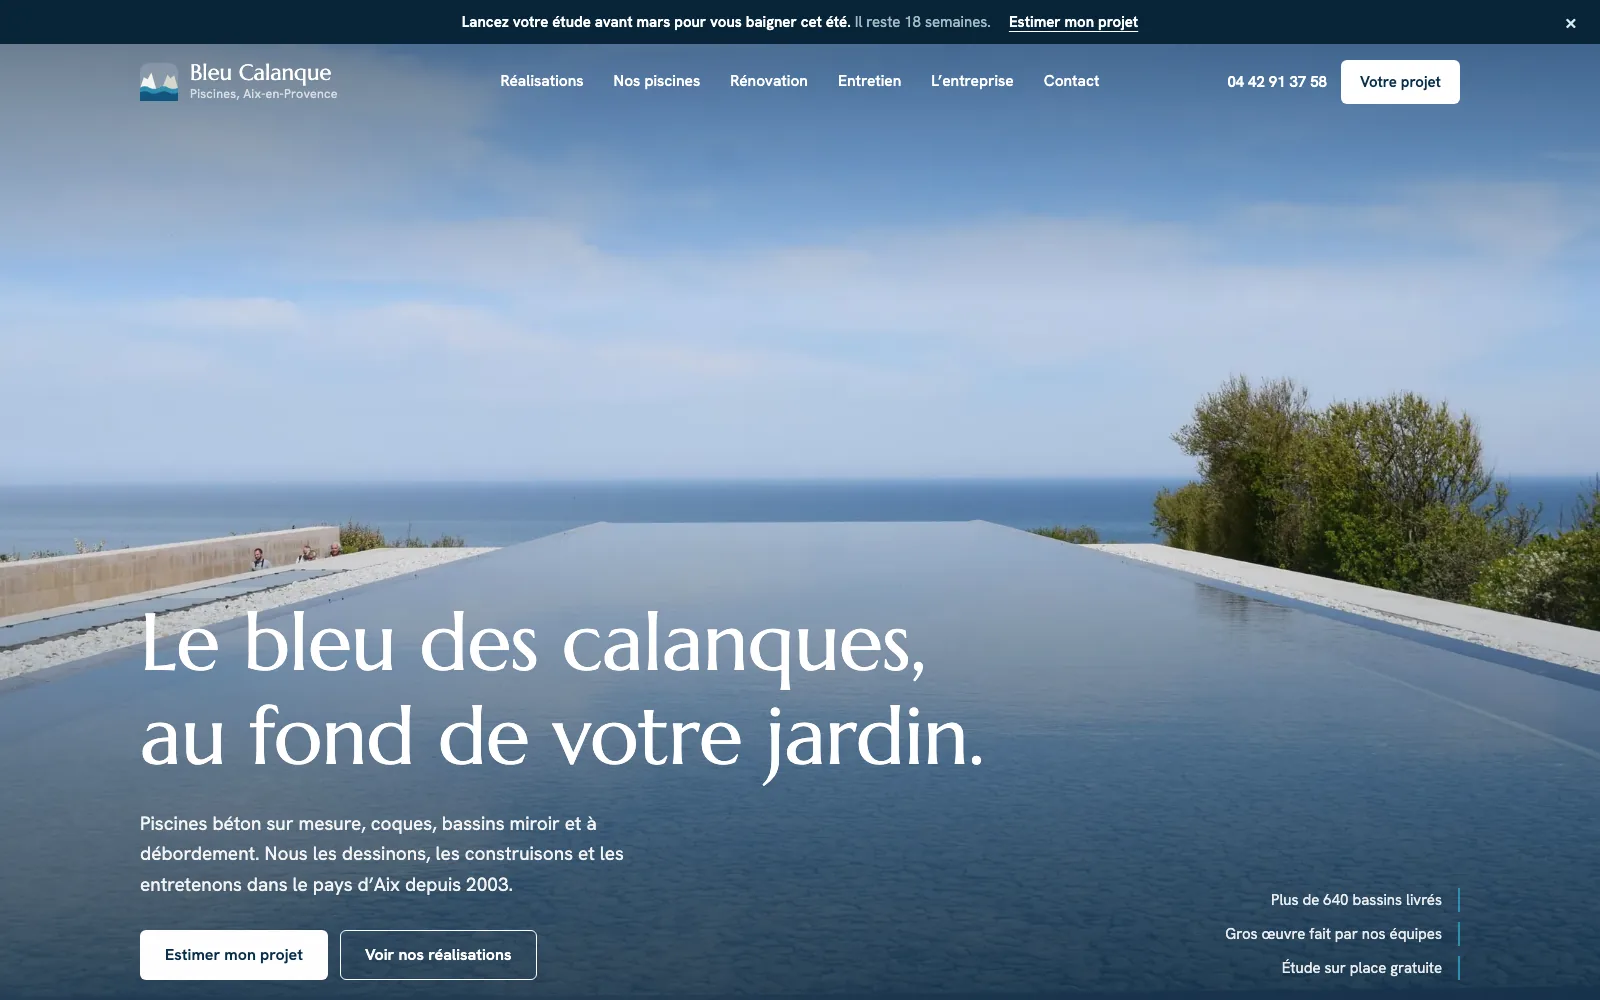 Lancez votre étude avant mars pour vous baigner cet été. Il reste 18 semaines. Estimer mon projet
Bleu Calanque
Piscines, Aix-en-Provence
Réalisations Nos piscines Rénovation Entretien L’entreprise Contact
04 42 91 37 58
Votre projet
Le bleu des calanques,
au fond de votre jardin.
Piscines béton sur mesure, coques, bassins miroir et à
débordement. Nous les dessinons, les construisons et les
entretenons dans le pays d’Aix depuis 2003.
Estimer mon projet
Voir nos réalisations
Plus de 640 bassins livrés
Gros œuvre fait par nos équipes
Étude sur place gratuite